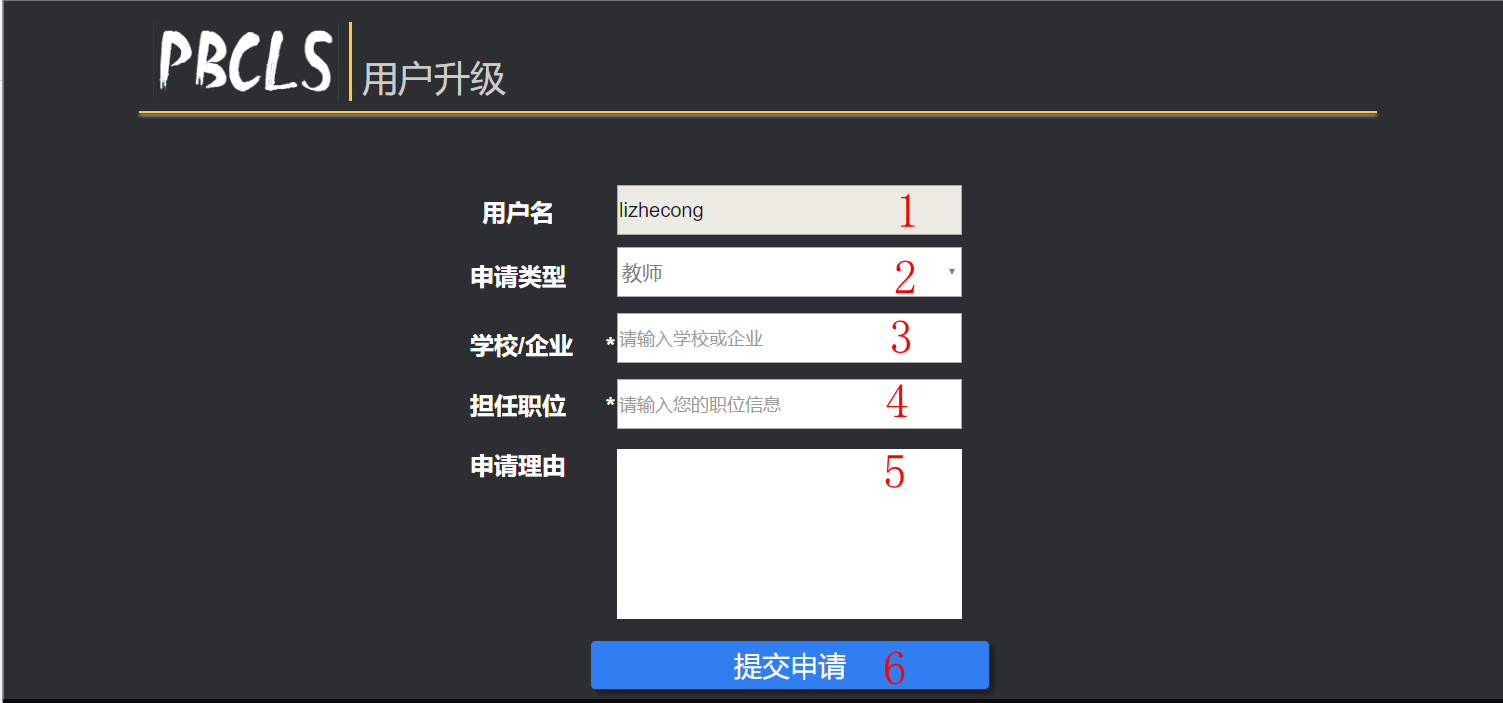 PBCLS 用户升级
用户名 lizhecong 1
申请类型 教师 2
学校/企业 *请输入学校或企业 3
担任职位 *请输入您的职位信息 4
申请理由 5
提交申请 6